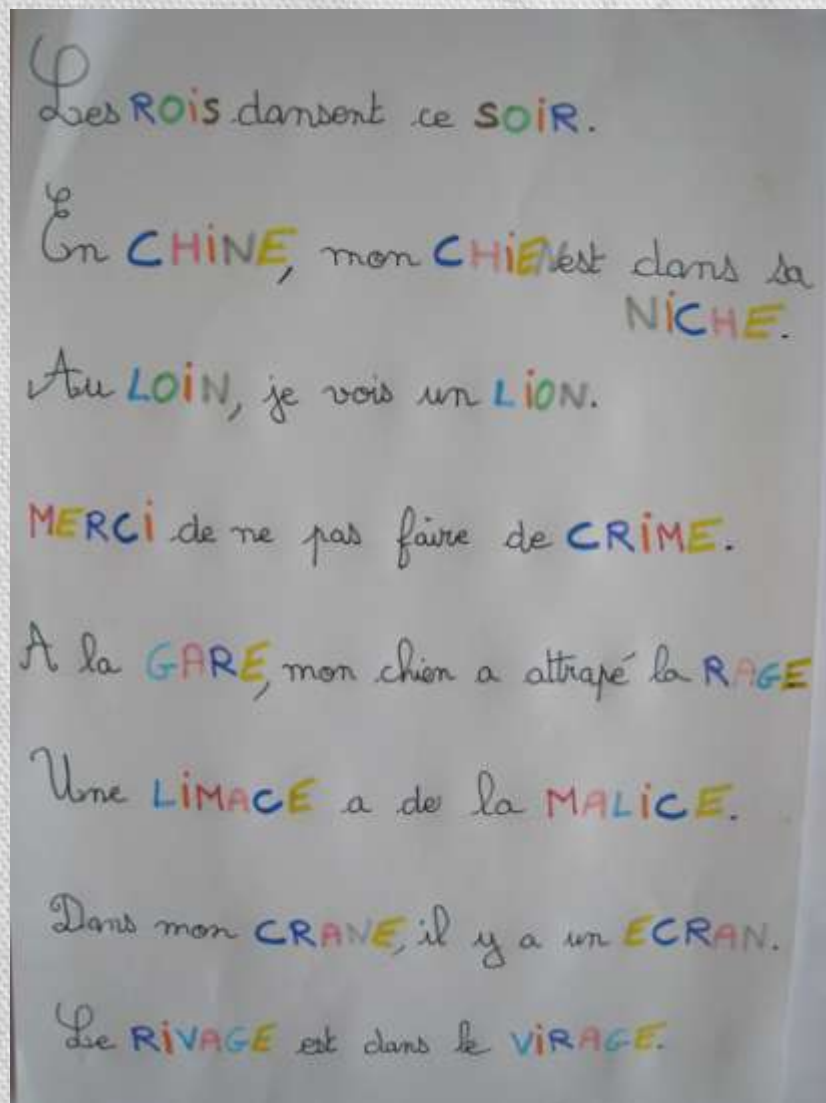 Les ROiS dansent ce SOiR.
En CHiNE, mon CHiEN est dans sa
NiCHE.
Au LOiN, je vois un LiON.
MERCi de ne pas faire de CRiME.
A la GARE, mon chien a attrapé la RAGE
Une LiMACE a de la MALiCE.
Dans mon CRANE, il y a un ECRAN.
Le RiVAGE est dans le ViRAGE.